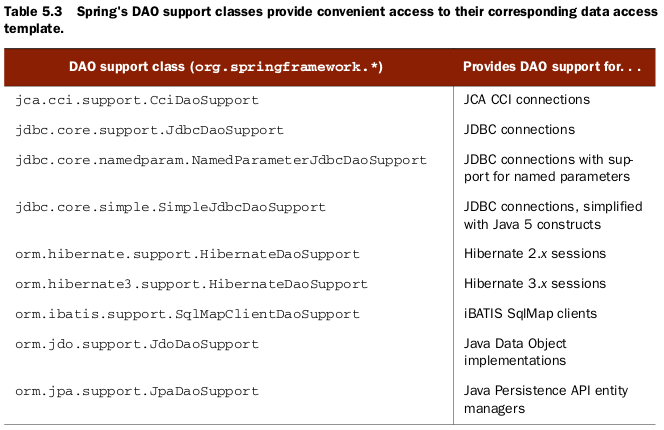 Table 5.3 Spring's DAO support classes provide convenient access to their corresponding data access
template.
DAO support class (org.springframework.*) Provides DAO support for. . .
jca.cci.support.CciDaoSupport JCA CCI connections
jdbc.core.support.JdbcDaoSupport JDBC connections
jdbc.core.namedparam.NamedParameterJdbcDaoSupport JDBC connections with sup-
port for named parameters
jdbc.core.simple.SimpleJdbcDaoSupport JDBC connections, simplified
with Java 5 constructs
orm.hibernate.support.HibernateDaoSupport Hibernate 2.x sessions
orm.hibernate3.support.HibernateDaoSupport Hibernate 3.x sessions
orm.ibatis.support.SqlMapClientDaoSupport iBATIS SqlMap clients
orm.jdo.support.JdoDaoSupport Java Data Object
implementations
orm.jpa.support.JpaDaoSupport Java Persistence API entity
managers